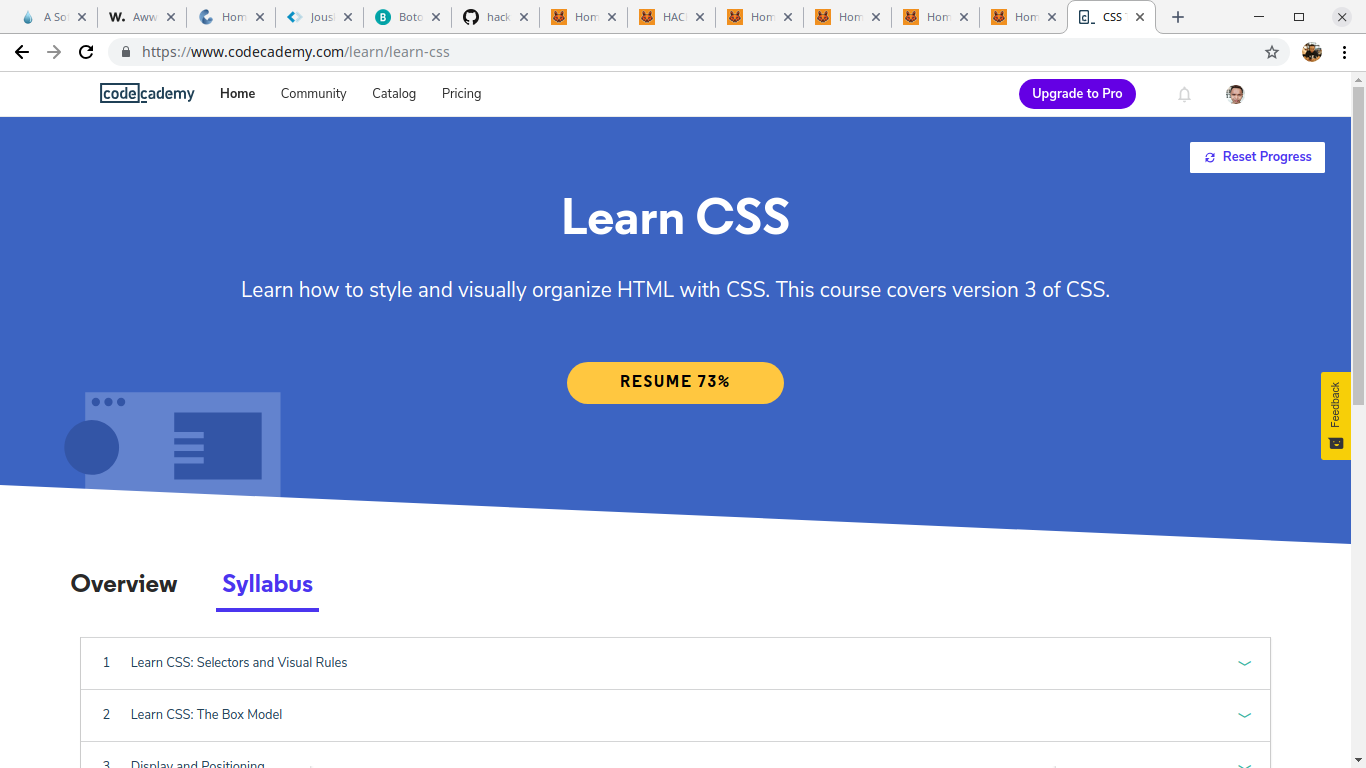 A So
Aww
Hom
Jous
Boto
hack
Hom
HAC
Hom
Hom
Hom
Hom
CSS
https://www.codecademy.com/learn/learn-css
codecademy
Home
Community
Catalog
Pricing
Upgrade to Pro
Reset Progress
Learn CSS
Learn how to style and visually organize HTML with CSS. This course covers version 3 of CSS.
RESUME 73%
Feedback
Overview
Syllabus
1 Learn CSS: Selectors and Visual Rules
2 Learn CSS: The Box Model
3 Display and Positioning